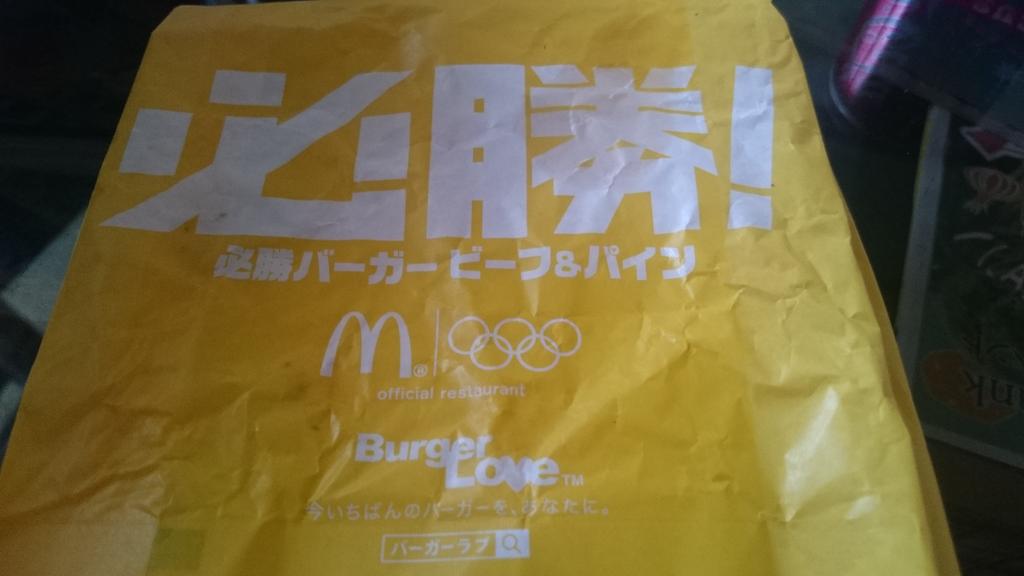 必勝!
必勝バーガー ビーフ&パイン
M® 
official restaurant
Burger
Love™
今いちばんのバーガーを、あなたに。
バーガーラブ